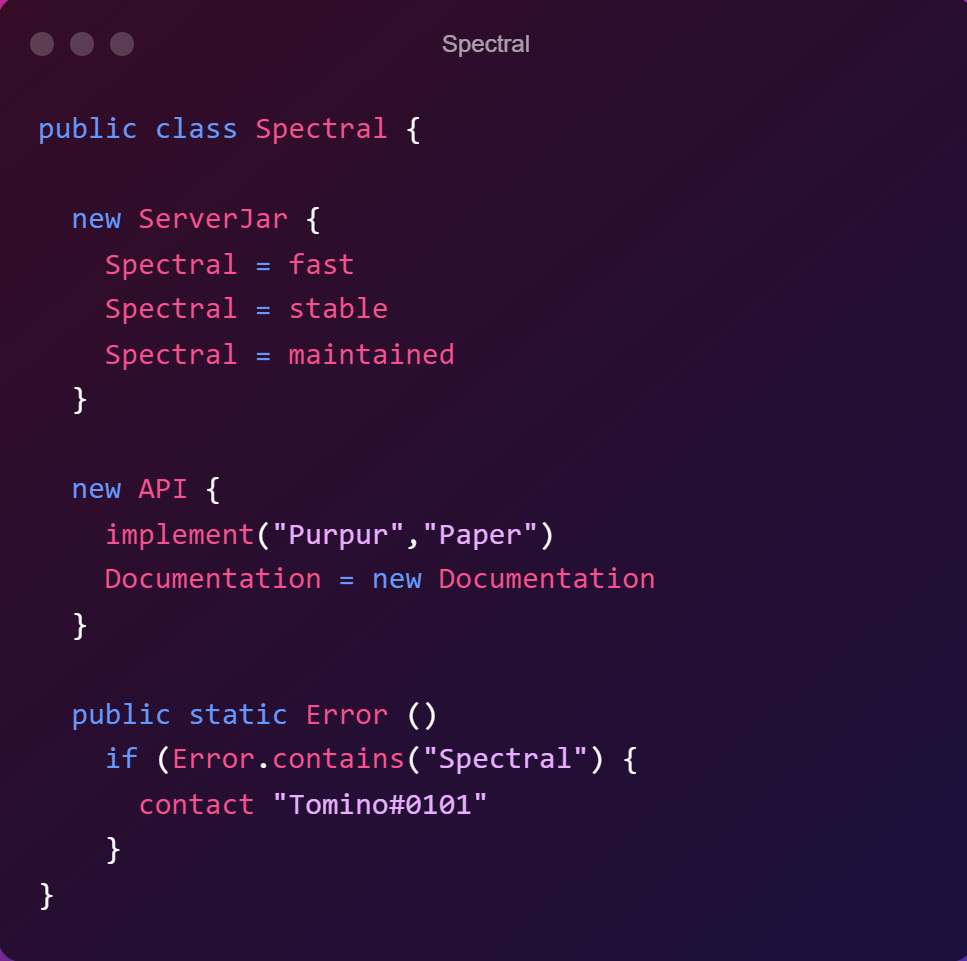 Spectral
public class Spectral {
new ServerJar {
Spectral = fast
Spectral = stable
Spectral = maintained
}
new API {
implement("Purpur","Paper")
Documentation = new Documentation
}
public static Error ()
if (Error.contains("Spectral") {
contact "Tomino#0101"
}
}